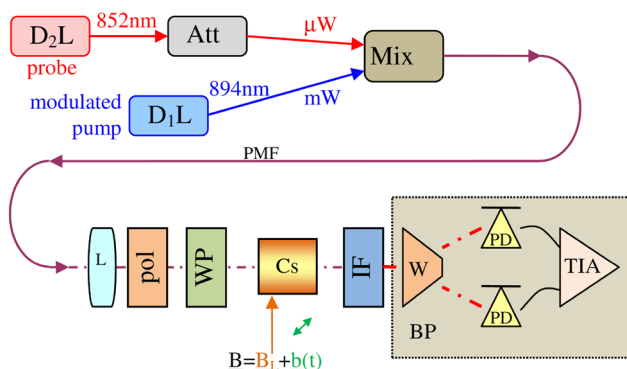 852nm
D₂L
Att
μW
Mix
probe
894nm
modulated
pump
D₁L
mW
PMF
L
pol
WP
Cs
IF
W
PD
TIA
PD
BP
B=B_L+b(t)